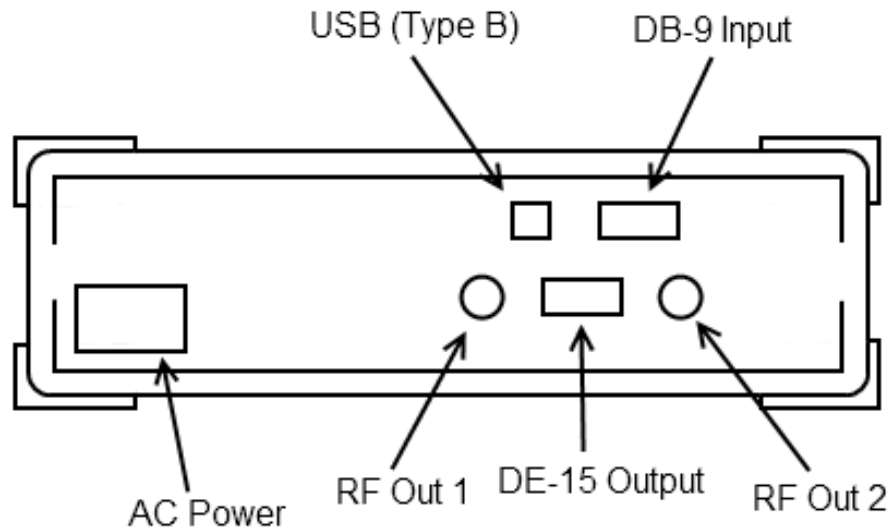 USB (Type B)
DB-9 Input
RF Out 1
DE-15 Output
RF Out 2
AC Power